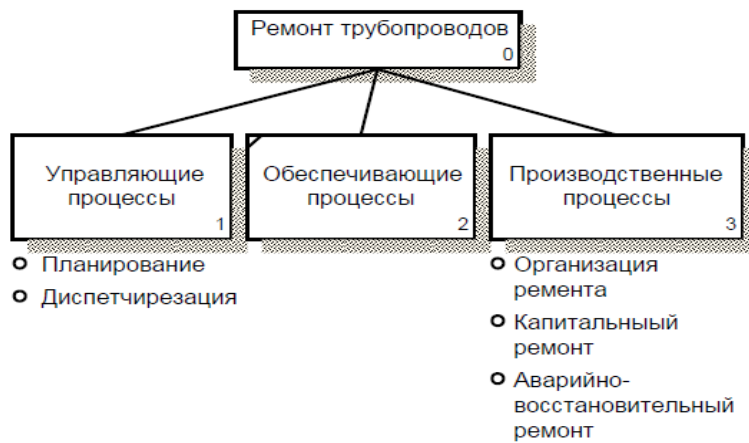 Ремонт трубопроводов
0
Управляющие
процессы
1
Обеспечивающие
процессы
2
Производственные
процессы
3
Планирование
Диспетчирезация
Организация
ремента
Капитальныый
ремонт
Аварийно-
восстановительный
ремонт